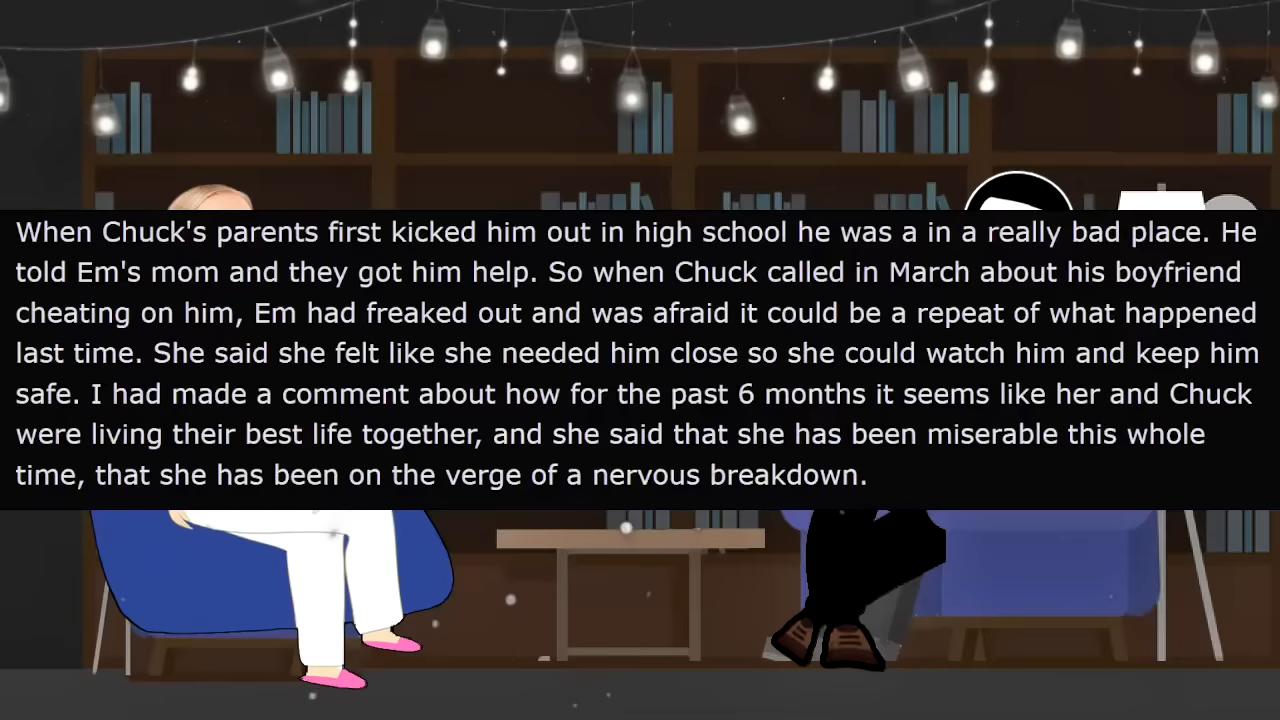 When Chuck's parents first kicked him out in high school he was a in a really bad place. He
told Em's mom and they got him help. So when Chuck called in March about his boyfriend
cheating on him, Em had freaked out and was afraid it could be a repeat of what happened
last time. She said she felt like she needed him close so she could watch him and keep him
safe. I had made a comment about how for the past 6 months it seems like her and Chuck
were living their best life together, and she said that she has been miserable this whole
time, that she has been on the verge of a nervous breakdown.